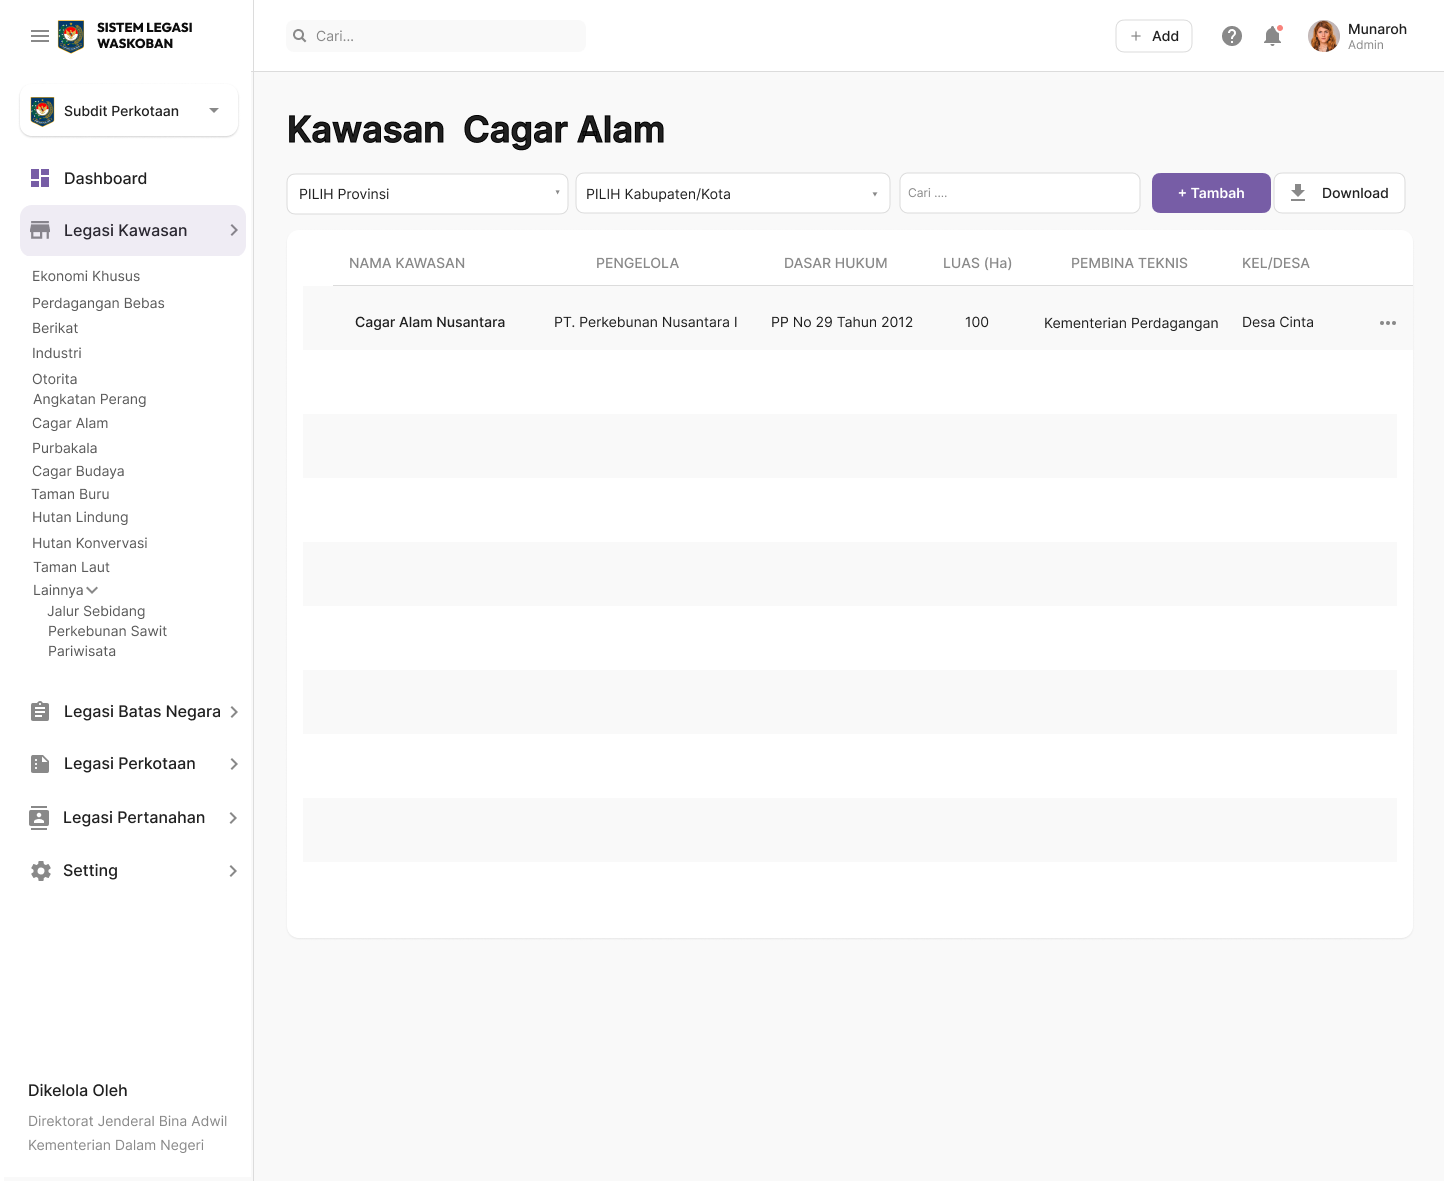 SISTEM LEGASI
WASKOBAN
Cari...
+ Add
Munaroh
Admin
Subdit Perkotaan
Dashboard
Legasi Kawasan
Ekonomi Khusus
Perdagangan Bebas
Berikat
Industri
Otorita
Angkatan Perang
Cagar Alam
Purbakala
Cagar Budaya
Taman Buru
Hutan Lindung
Hutan Konvervasi
Taman Laut
Lainnya
Jalur Sebidang
Perkebunan Sawit
Pariwisata
Legasi Batas Negara
Legasi Perkotaan
Legasi Pertanahan
Setting
Dikelola Oleh
Direktorat Jenderal Bina Adwil
Kementerian Dalam Negeri
Kawasan Cagar Alam
PILIH Provinsi
PILIH Kabupaten/Kota
Cari ....
+ Tambah
Download
NAMA KAWASAN PENGELOLA DASAR HUKUM LUAS (Ha) PEMBINA TEKNIS KEL/DESA
Cagar Alam Nusantara PT. Perkebunan Nusantara I PP No 29 Tahun 2012 100 Kementerian Perdagangan Desa Cinta